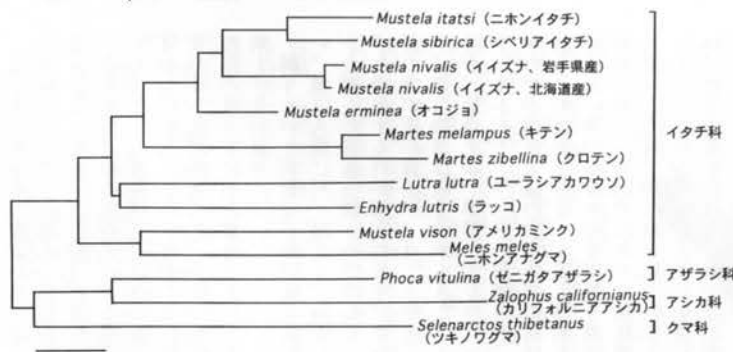 Mustela itatsi（ニホンイタチ）
Mustela sibirica（シベリアイタチ）
Mustela nivalis（イイズナ、岩手県産）
Mustela nivalis（イイズナ、北海道産）
Mustela erminea（オコジョ）
Martes melampus（キテン）
イタチ科
Martes zibellina（クロテン）
Lutra lutra（ユーラシアカワウソ）
Enhydra lutris（ラッコ）
Mustela vison（アメリカミンク）
Meles meles
（ニホンアナグマ）
Phoca vitulina（ゼニガタアザラシ）
アザラシ科
Zalophus californianus
（カリフォルニアアシカ）
アシカ科
Selenarctos thibetanus
（ツキノワグマ）
クマ科